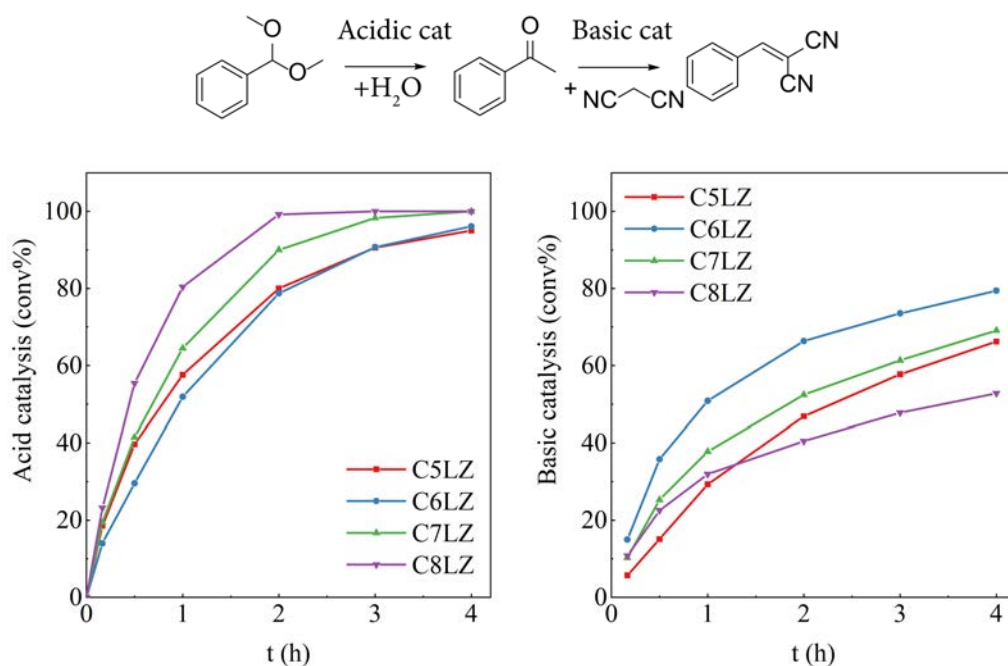 O
O
Acidic cat
+H₂O
O
+
Basic cat
NC CN
CN
CN
Acid catalysis (conv%)
100
80
60
40
20
0
0 1 2 3 4
t (h)
C5LZ
C6LZ
C7LZ
C8LZ
Basic catalysis (conv%)
100
80
60
40
20
0
0 1 2 3 4
t (h)
C5LZ
C6LZ
C7LZ
C8LZ